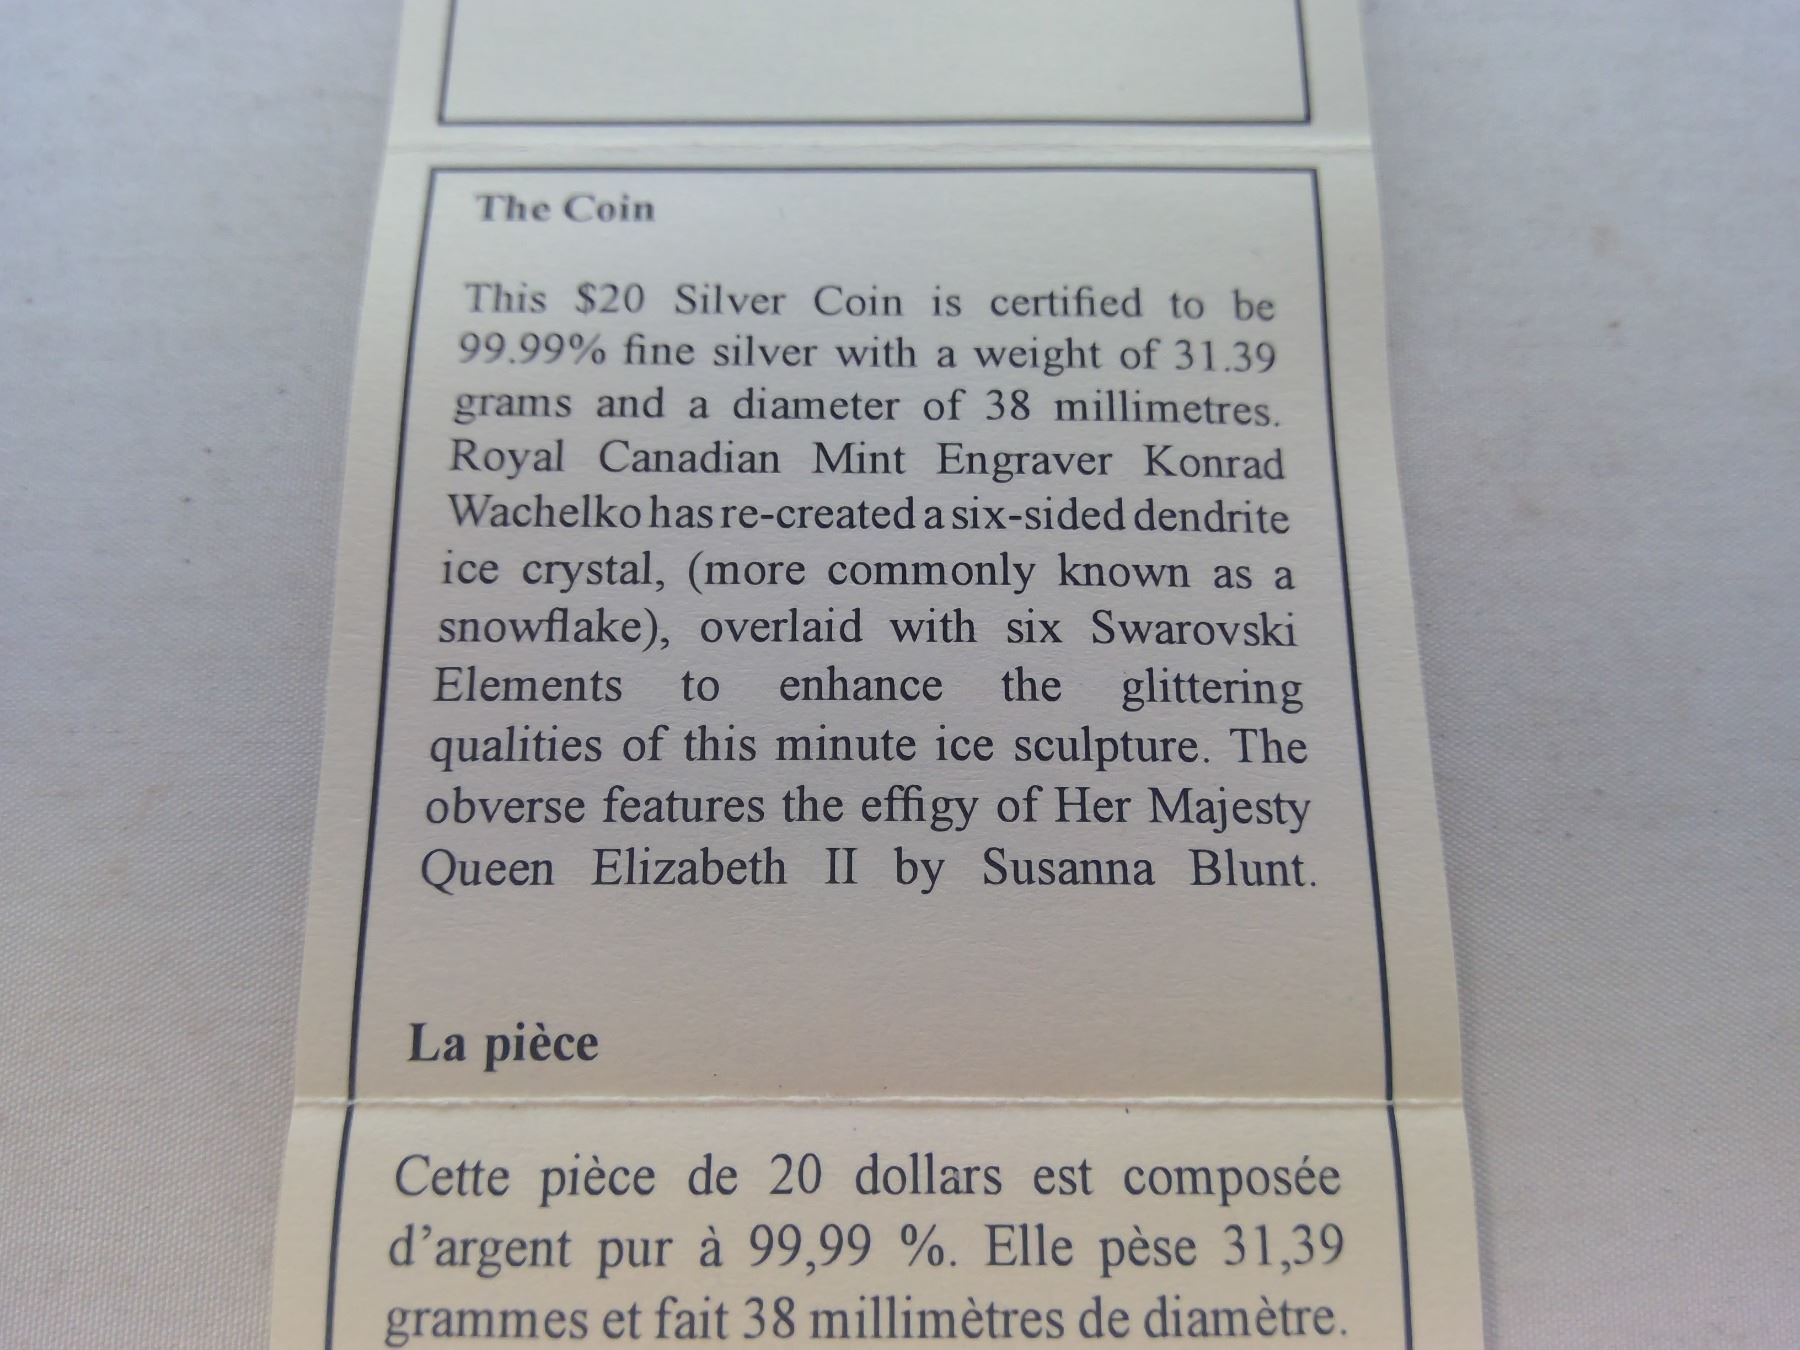 The Coin
This $20 Silver Coin is certified to be
99.99% fine silver with a weight of 31.39
grams and a diameter of 38 millimetres.
Royal Canadian Mint Engraver Konrad
Wachelko has re-created a six-sided dendrite
ice crystal, (more commonly known as a
snowflake), overlaid with six Swarovski
Elements to enhance the glittering
qualities of this minute ice sculpture. The
obverse features the effigy of Her Majesty
Queen Elizabeth II by Susanna Blunt.
La pièce
Cette pièce de 20 dollars est composée
d’argent pur à 99,99 %. Elle pèse 31,39
grammes et fait 38 millimètres de diamètre.